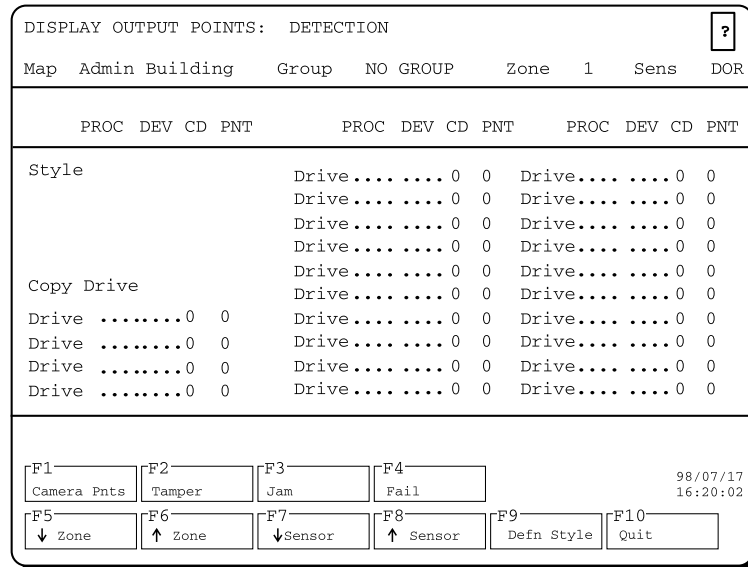 DISPLAY OUTPUT POINTS: DETECTION ?
Map Admin Building Group NO GROUP Zone 1 Sens DOR
PROC DEV CD PNT PROC DEV CD PNT PROC DEV CD PNT
Style Drive.... ....0 0 Drive.... ....0 0
Drive.... ....0 0 Drive.... ....0 0
Drive.... ....0 0 Drive.... ....0 0
Drive.... ....0 0 Drive.... ....0 0
Drive.... ....0 0 Drive.... ....0 0
Copy Drive Drive.... ....0 0 Drive.... ....0 0
Drive ........0 0 Drive.... ....0 0 Drive.... ....0 0
Drive ........0 0 Drive.... ....0 0 Drive.... ....0 0
Drive ........0 0 Drive.... ....0 0 Drive.... ....0 0
Drive ........0 0 Drive.... ....0 0 Drive.... ....0 0
F1 F2 F3 F4
Camera Pnts Tamper Jam Fail
98/07/17
16:20:02
F5 F6 F7 F8 F9 F10
↓ Zone ↑ Zone ↓Sensor ↑ Sensor Defn Style Quit